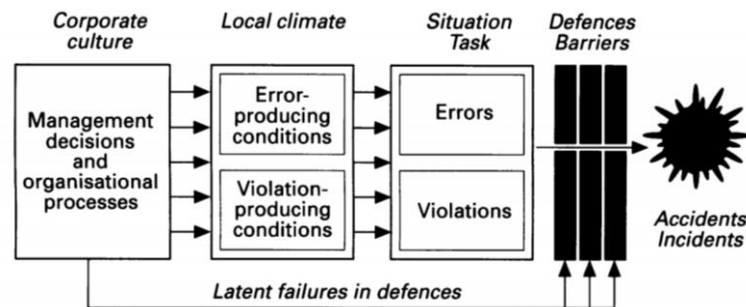 Corporate
culture
Local climate
Situation
Task
Defences
Barriers
Management
decisions
and
organisational
processes
Error-
producing
conditions
Violation-
producing
conditions
Errors
Violations
Accidents
Incidents
Latent failures in defences